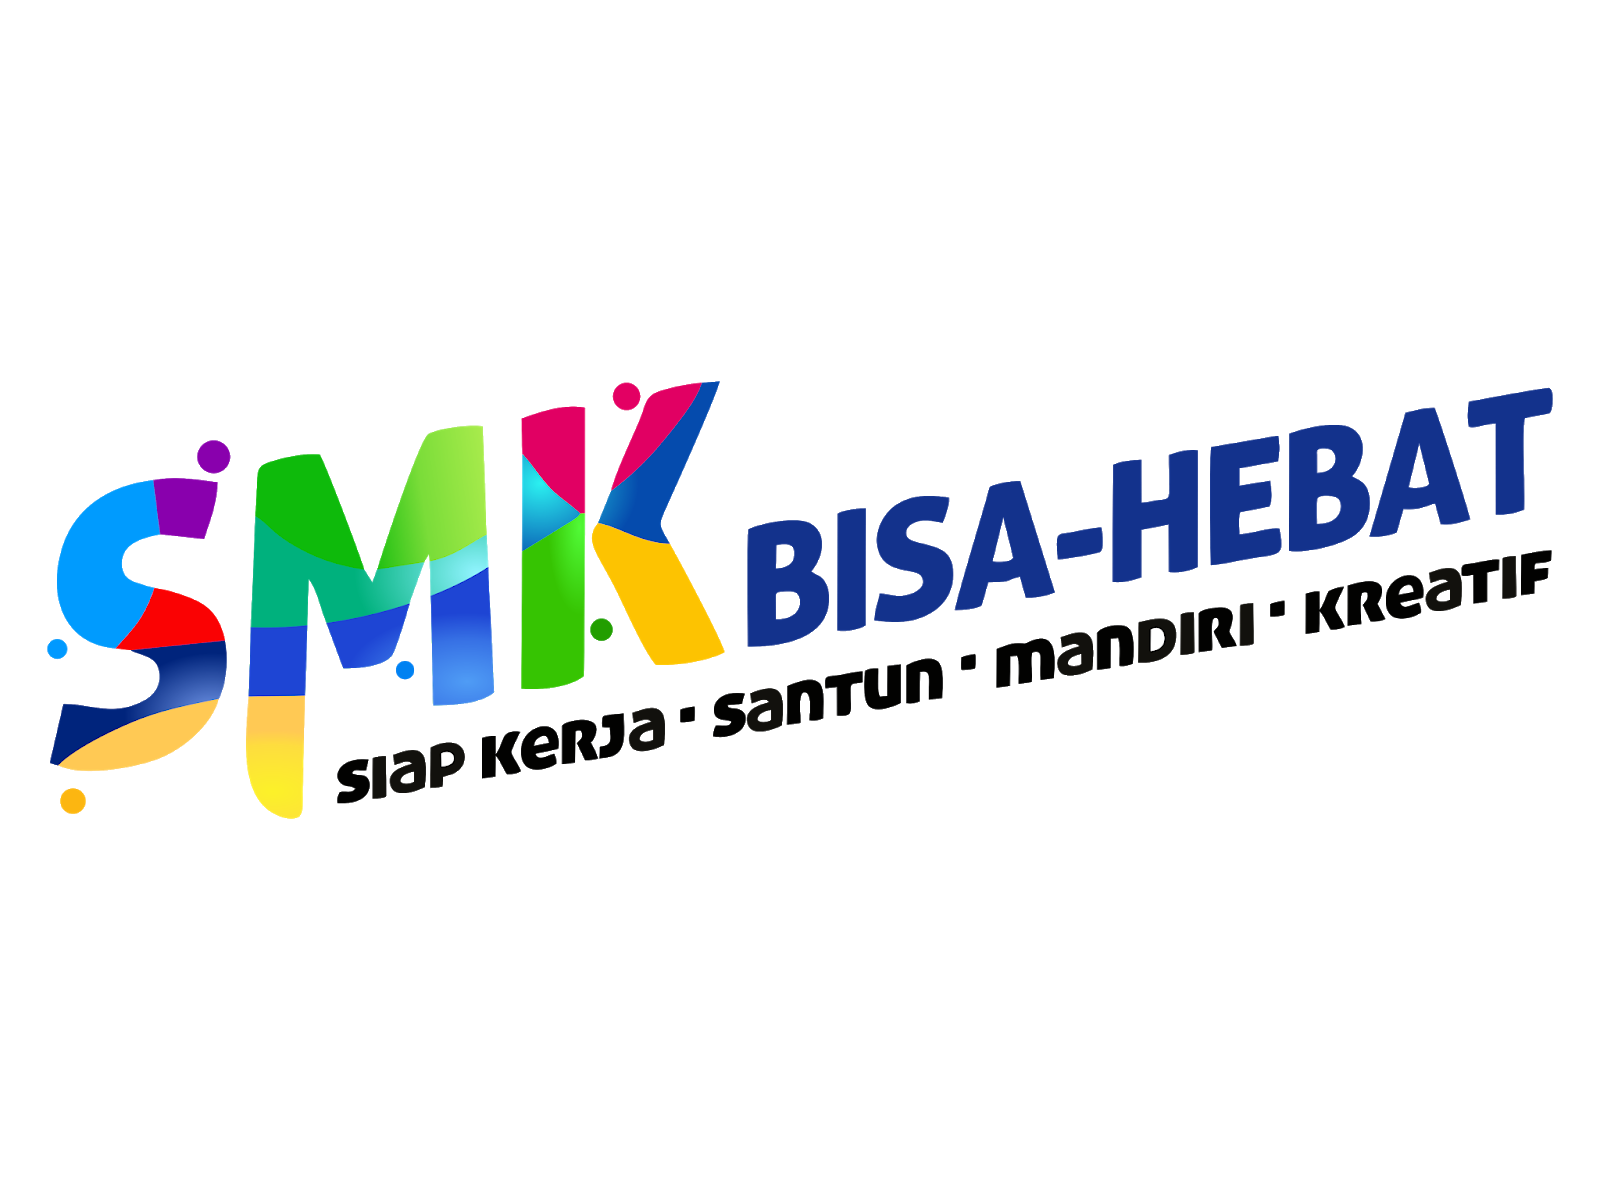 SMK BISA-HEBAT
SIAP KERJA · SANTUN · MANDIRI · KREATIF